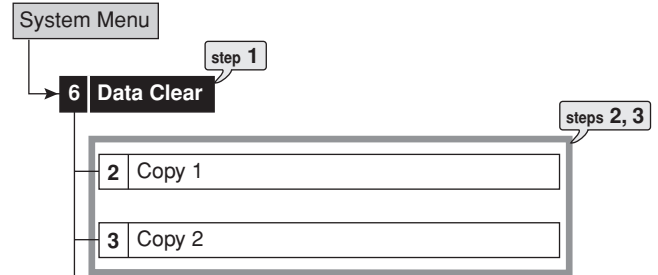 System Menu
step 1
6 Data Clear
steps 2, 3
2 Copy 1
3 Copy 2